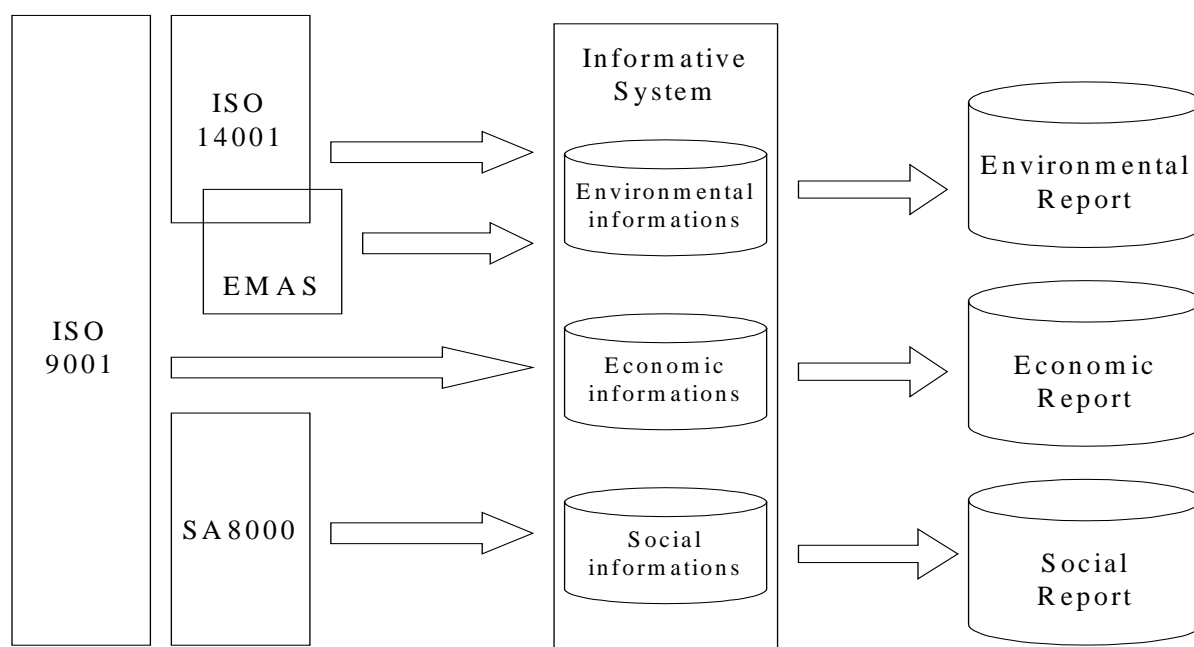 ISO
9001
ISO
14001
EMAS
SA8000
Informative
System
Environmental
informations
Economic
informations
Social
informations
Environmental
Report
Economic
Report
Social
Report